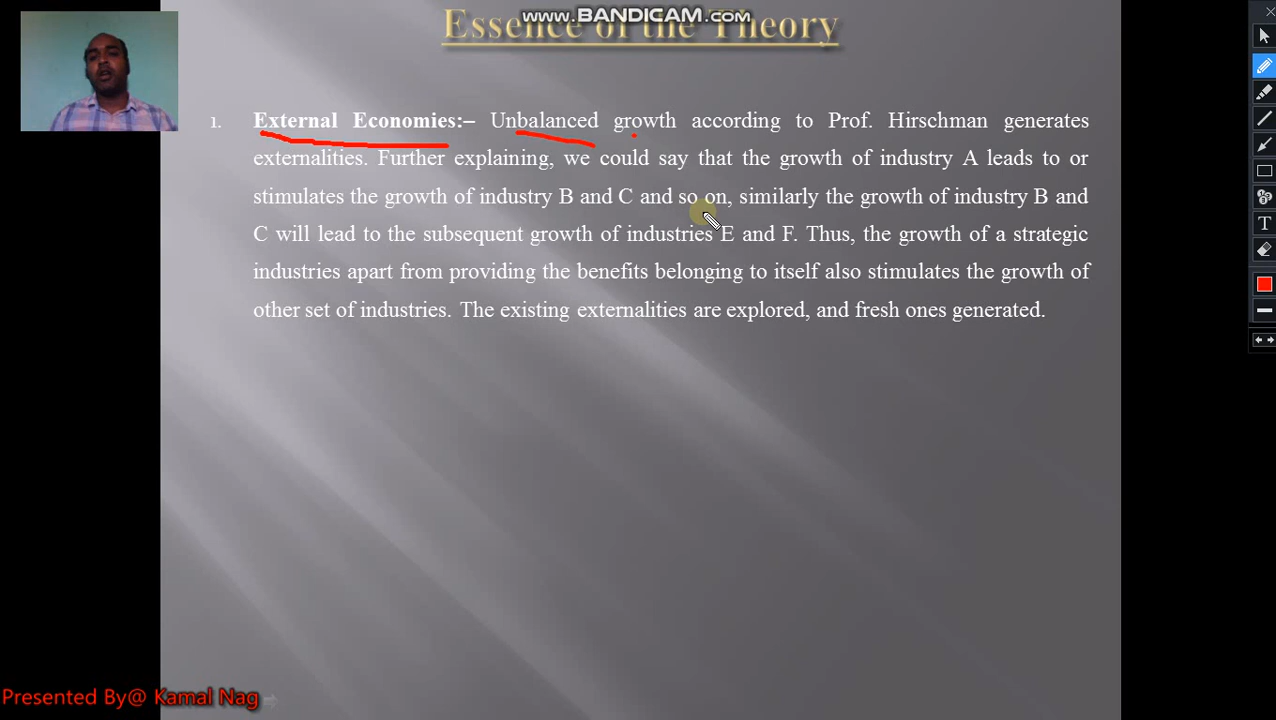 www.BANDICAM.com
Essence of the Theory
1. External Economies:– Unbalanced growth according to Prof. Hirschman generates
externalities. Further explaining, we could say that the growth of industry A leads to or
stimulates the growth of industry B and C and so on, similarly the growth of industry B and
C will lead to the subsequent growth of industries E and F. Thus, the growth of a strategic
industries apart from providing the benefits belonging to itself also stimulates the growth of
other set of industries. The existing externalities are explored, and fresh ones generated.
T
Presented By@ Kamal Nag